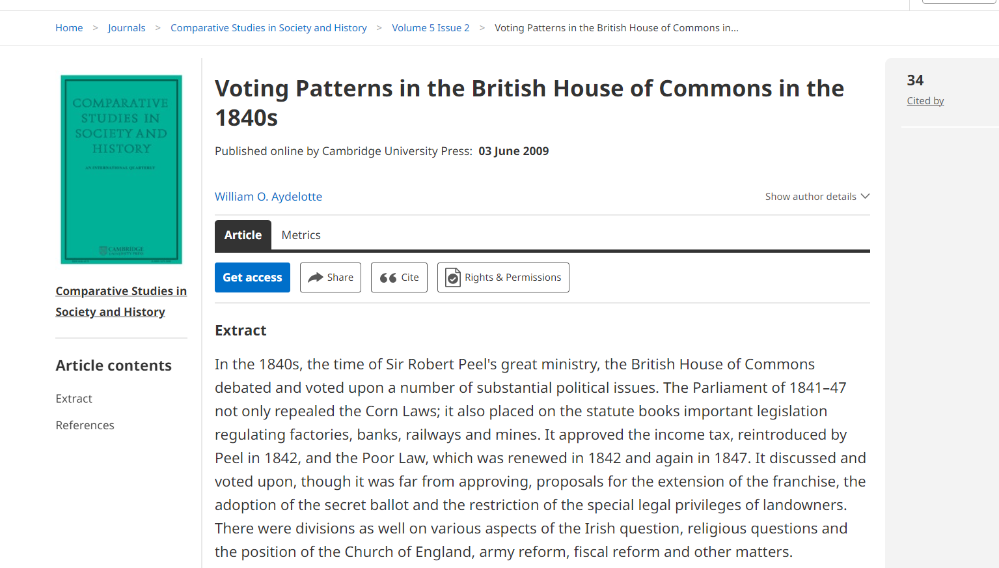 Home > Journals > Comparative Studies in Society and History > Volume 5 Issue 2 > Voting Patterns in the British House of Commons in...
COMPARATIVE
STUDIES IN
SOCIETY AND
HISTORY
AN INTERNATIONAL QUARTERLY
CAMBRIDGE
UNIVERSITY PRESS
Comparative Studies in
Society and History
Article contents
Extract
References
Voting Patterns in the British House of Commons in the
1840s
Published online by Cambridge University Press: 03 June 2009
William O. Aydelotte
Show author details
Article Metrics
Get access Share Cite Rights & Permissions
Extract
In the 1840s, the time of Sir Robert Peel's great ministry, the British House of Commons
debated and voted upon a number of substantial political issues. The Parliament of 1841–47
not only repealed the Corn Laws; it also placed on the statute books important legislation
regulating factories, banks, railways and mines. It approved the income tax, reintroduced by
Peel in 1842, and the Poor Law, which was renewed in 1842 and again in 1847. It discussed and
voted upon, though it was far from approving, proposals for the extension of the franchise, the
adoption of the secret ballot and the restriction of the special legal privileges of landowners.
There were divisions as well on various aspects of the Irish question, religious questions and
the position of the Church of England, army reform, fiscal reform and other matters.
34
Cited by